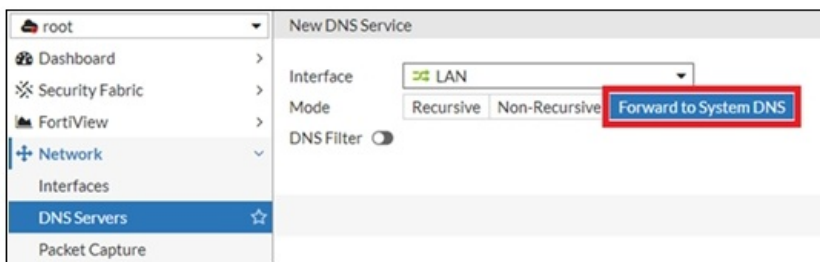 root
New DNS Service
Dashboard
Security Fabric
FortiView
Network
Interfaces
DNS Servers
Packet Capture
Interface LAN
Mode Recursive Non-Recursive Forward to System DNS
DNS Filter